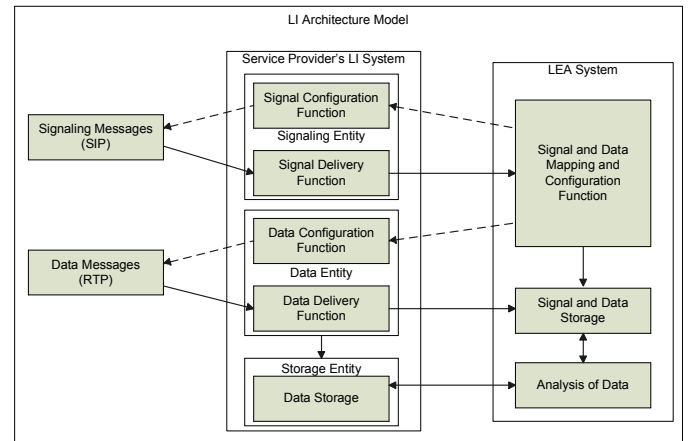 LI Architecture Model
Service Provider's LI System
LEA System
Signal Configuration
Function
Signaling Entity
Signaling Messages
(SIP)
Signal Delivery
Function
Signal and Data
Mapping and
Configuration
Function
Data Configuration
Function
Data Entity
Data Messages
(RTP)
Data Delivery
Function
Signal and Data
Storage
Storage Entity
Data Storage
Analysis of Data